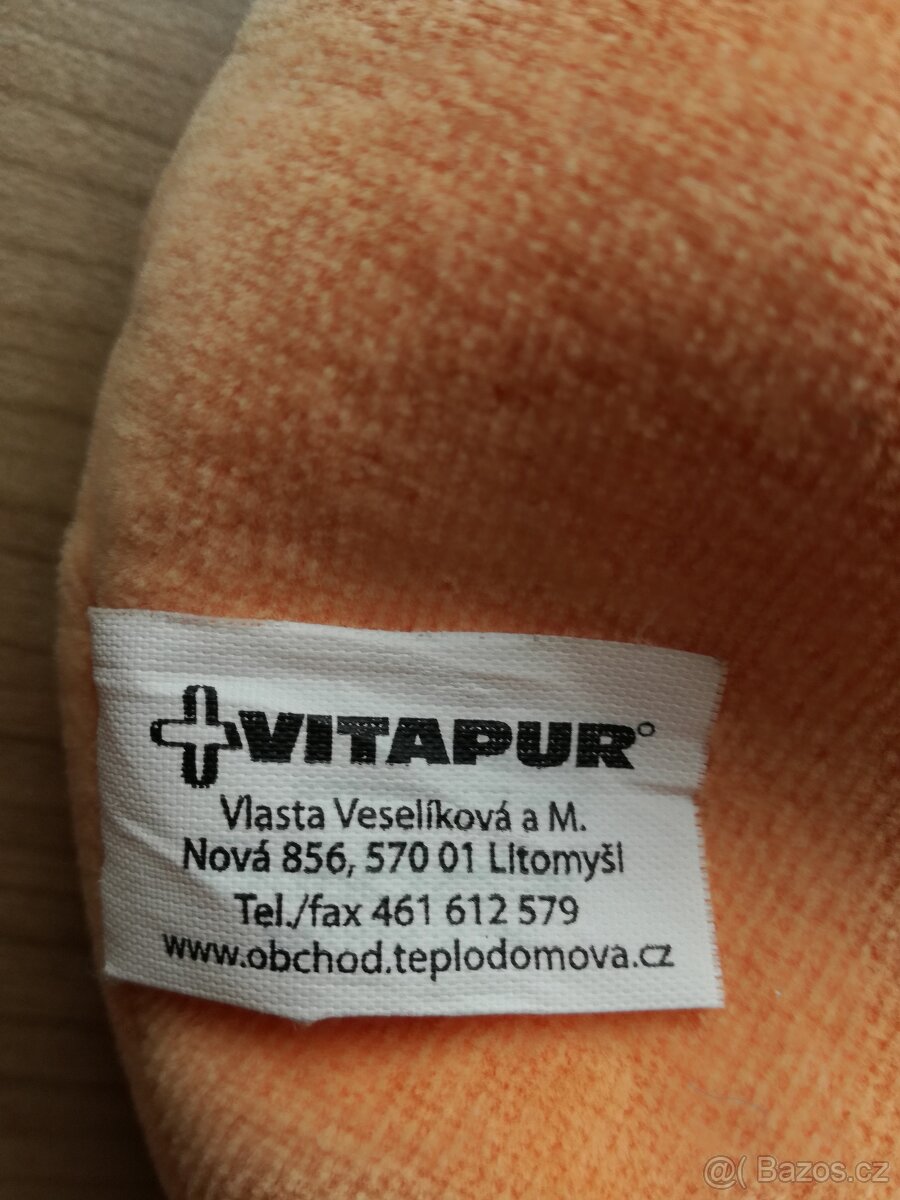 VITAPUR°
Vlasta Veselíková a M.
Nová 856, 570 01 Litomyšl
Tel./fax 461 612 579
www.obchod.teplodomova.cz
@( Bazos.cz